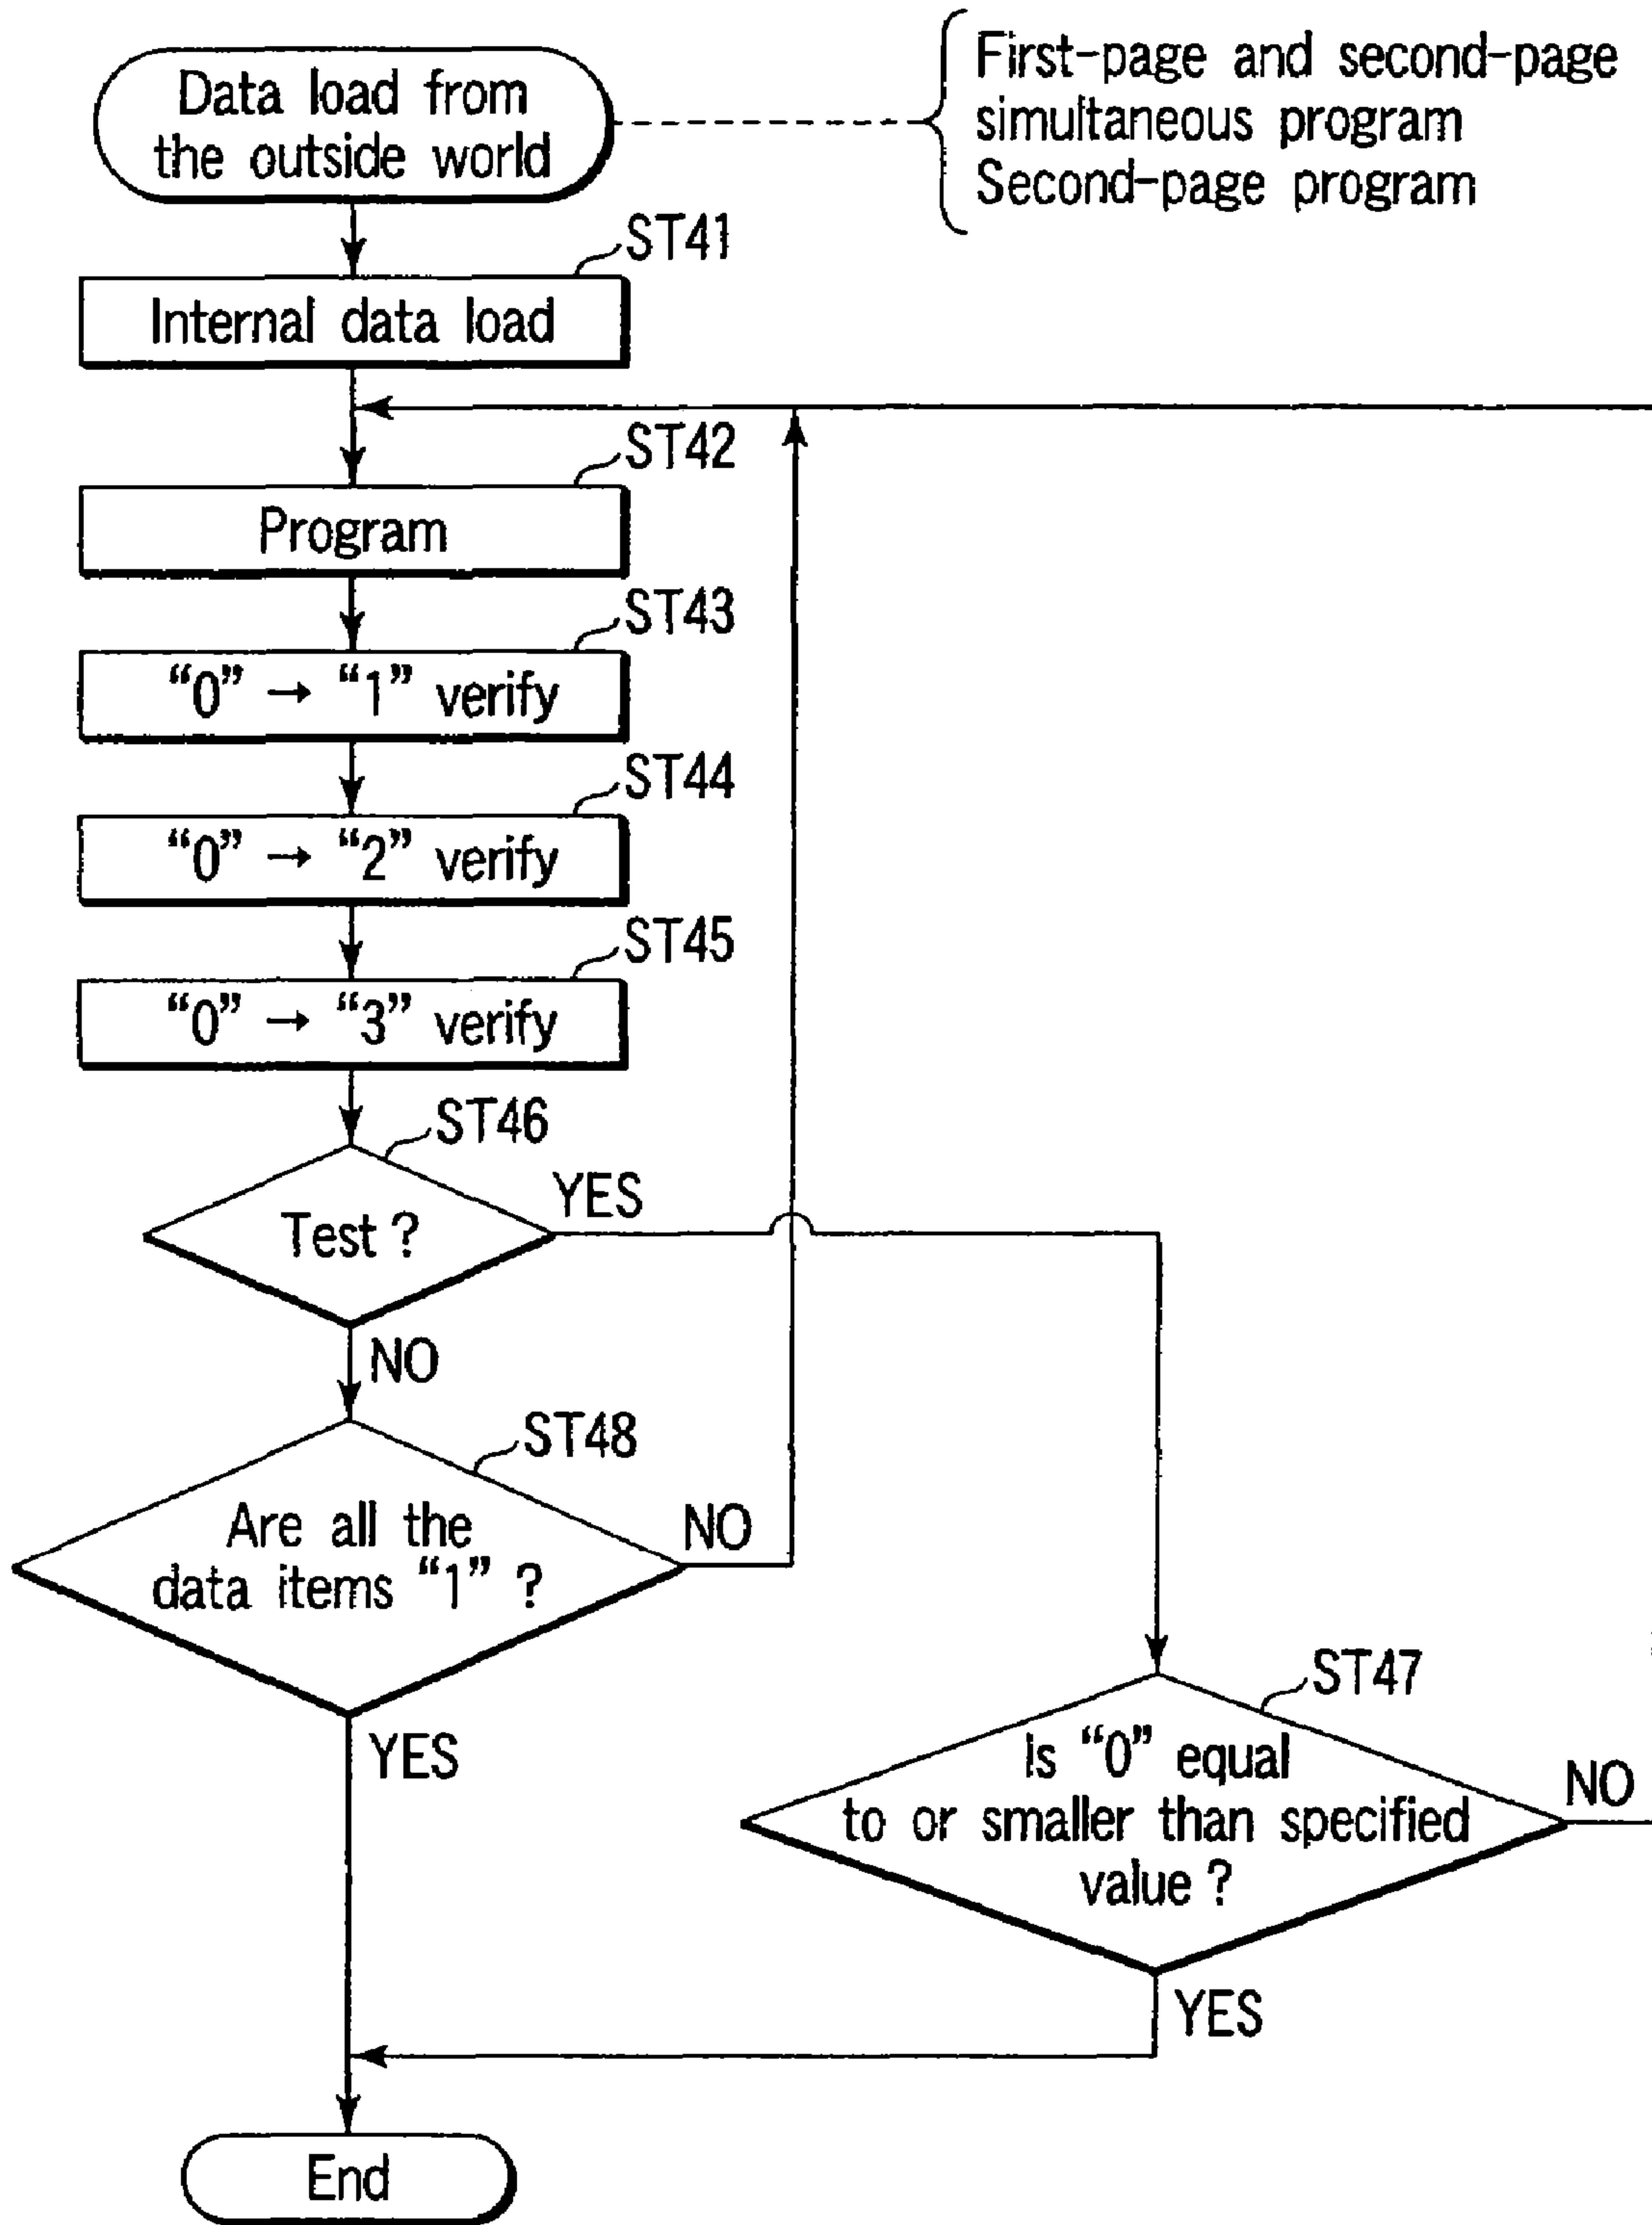 Data load from
the outside world
First-page and second-page
simultaneous program
Second-page program
ST41
Internal data load
ST42
Program
ST43
“0” → “1” verify
ST44
“0” → “2” verify
ST45
“0” → “3” verify
ST46
Test ?
YES
NO
ST48
Are all the
data items “1” ?
NO
YES
ST47
Is “0” equal
to or smaller than specified
value ?
NO
YES
End